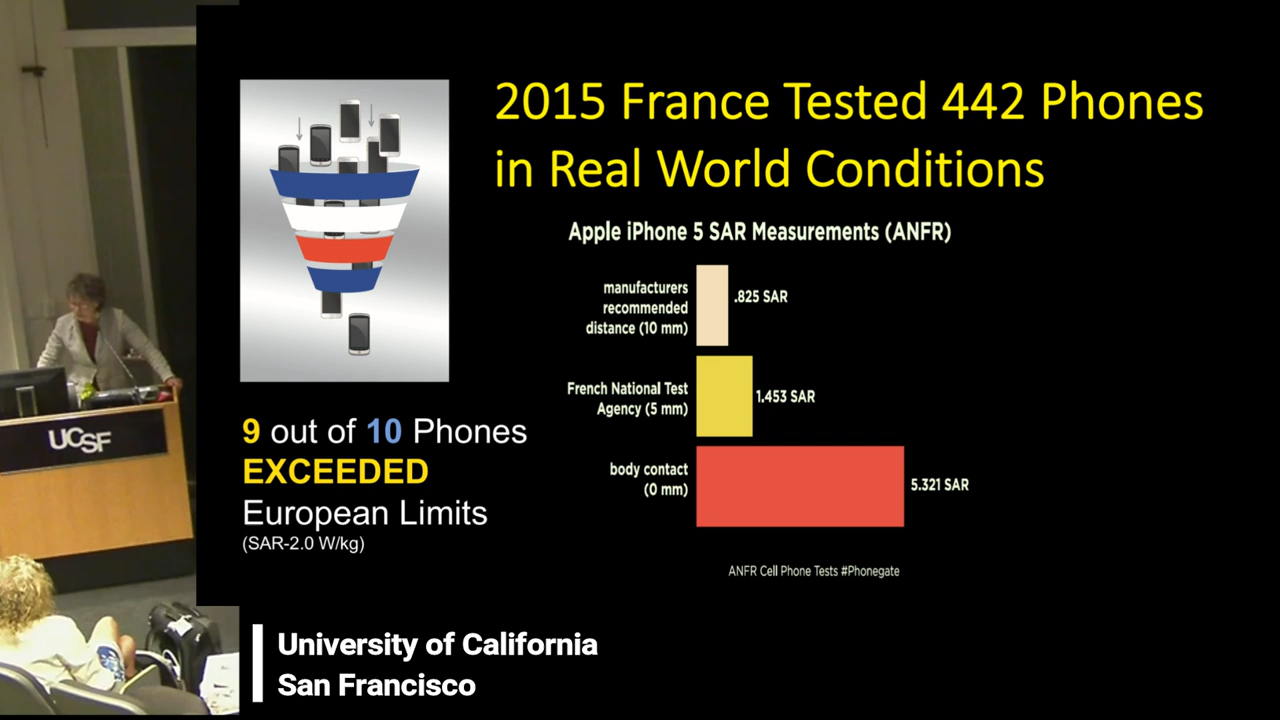 2015 France Tested 442 Phones
in Real World Conditions
Apple iPhone 5 SAR Measurements (ANFR)
manufacturers
recommended
distance (10 mm)
.825 SAR
French National Test
Agency (5 mm)
1.453 SAR
body contact
(0 mm)
5.321 SAR
ANFR Cell Phone Tests #Phonegate
9 out of 10 Phones
EXCEEDED
European Limits
(SAR-2.0 W/kg)
UCSF
University of California
San Francisco